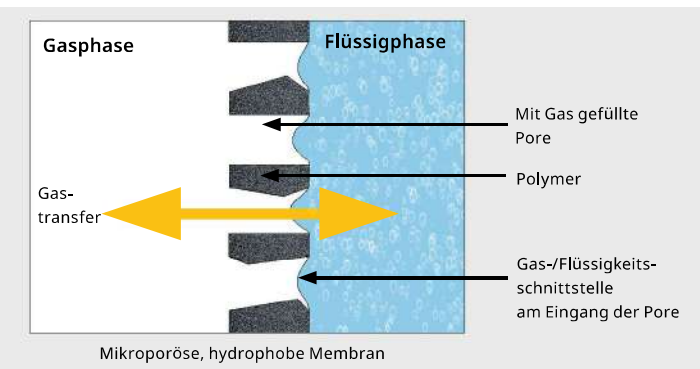 Gasphase
Flüssigphase
Mit Gas gefüllte
Pore
Polymer
Gas-
transfer
Gas-/Flüssigkeits-
schnittstelle
am Eingang der Pore
Mikroporöse, hydrophobe Membran